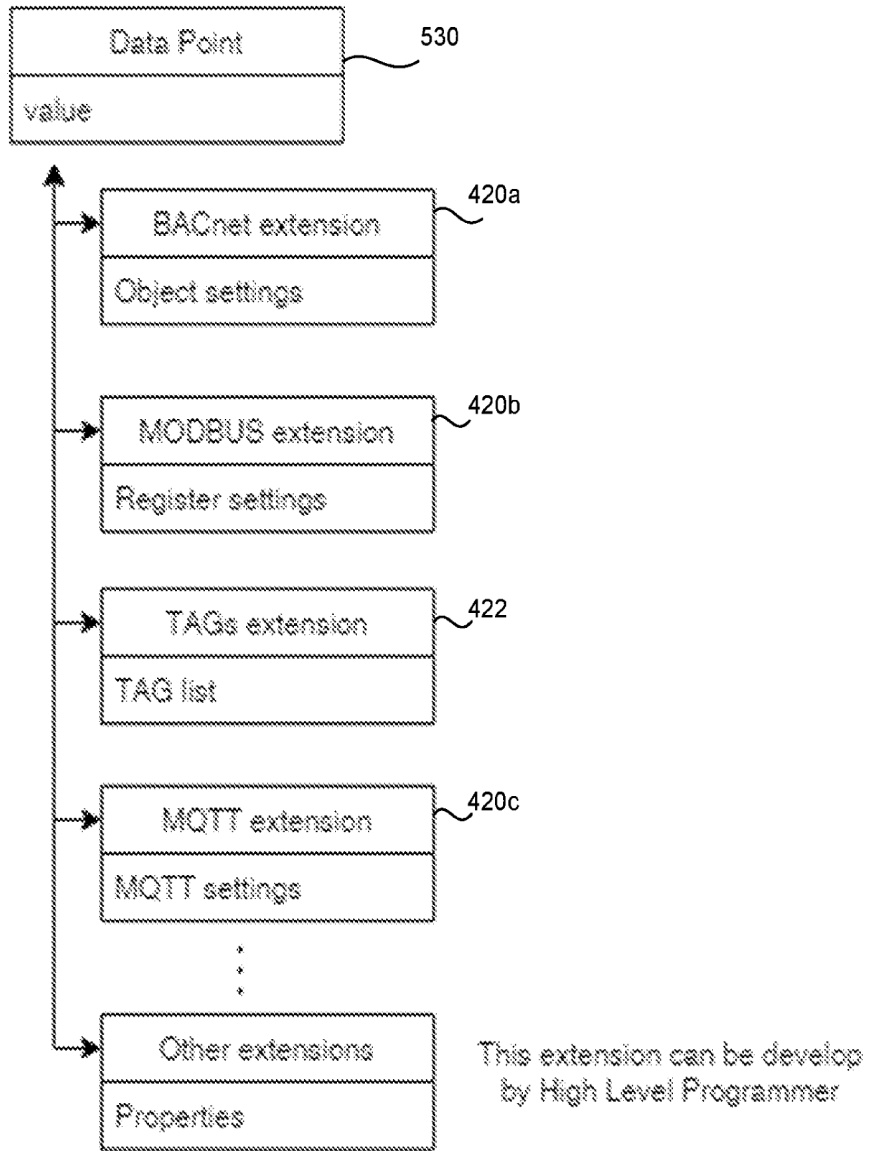 Data Point
530
value
BACnet extension
420a
Object settings
MODBUS extension
420b
Register settings
TAGs extension
422
TAG list
MQTT extension
420c
MQTT settings
Other extensions
Properties
This extension can be develop
by High Level Programmer